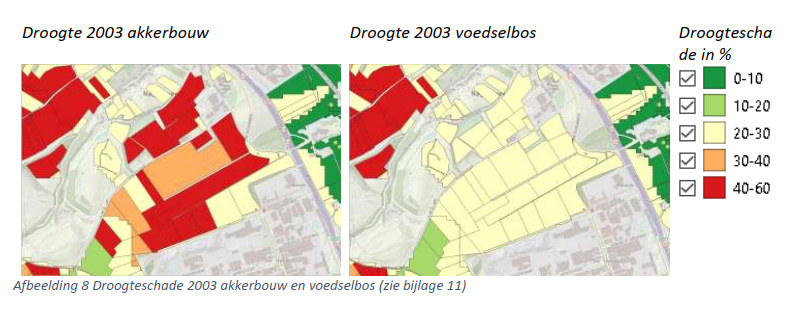 Droogte 2003 akkerbouw
Droogte 2003 voedselbos
Droogtescha
de in %
0-10
10-20
20-30
30-40
40-60
Afbeelding 8 Droogteschade 2003 akkerbouw en voedselbos (zie bijlage 11)